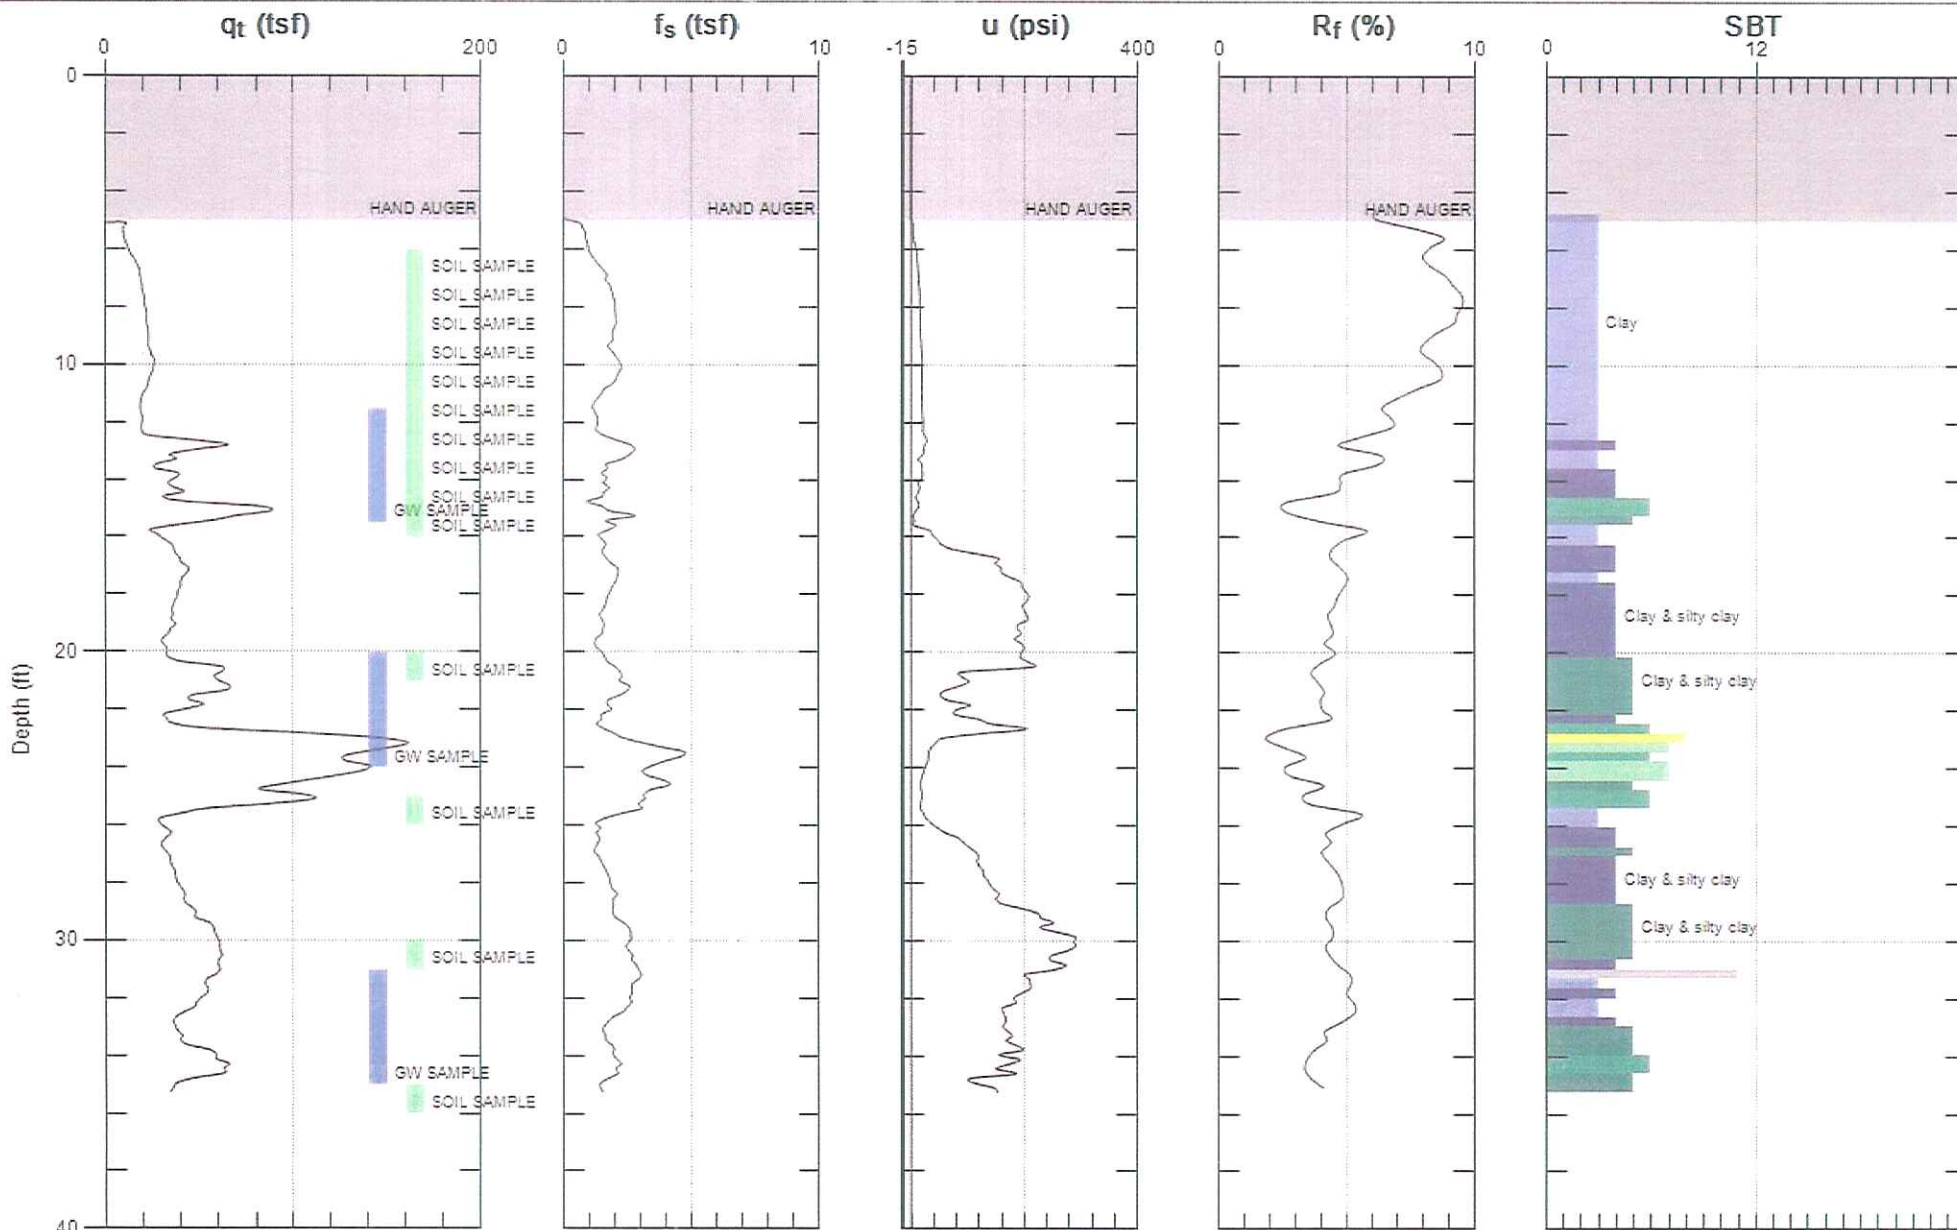 qt (tsf) fs (tsf) u (psi) Rf (%) SBT
0 200 0 10 -15 400 0 10 0 12
0
HAND AUGER HAND AUGER HAND AUGER HAND AUGER
SOIL SAMPLE
SOIL SAMPLE
SOIL SAMPLE
Clay
SOIL SAMPLE
10
SOIL SAMPLE
SOIL SAMPLE
SOIL SAMPLE
SOIL SAMPLE
SOIL SAMPLE
GW SAMPLE
SOIL SAMPLE
Clay & silty clay
20
SOIL SAMPLE
Clay & silty clay
Depth (ft)
GW SAMPLE
SOIL SAMPLE
Clay & silty clay
Clay & silty clay
30
SOIL SAMPLE
GW SAMPLE
SOIL SAMPLE
40